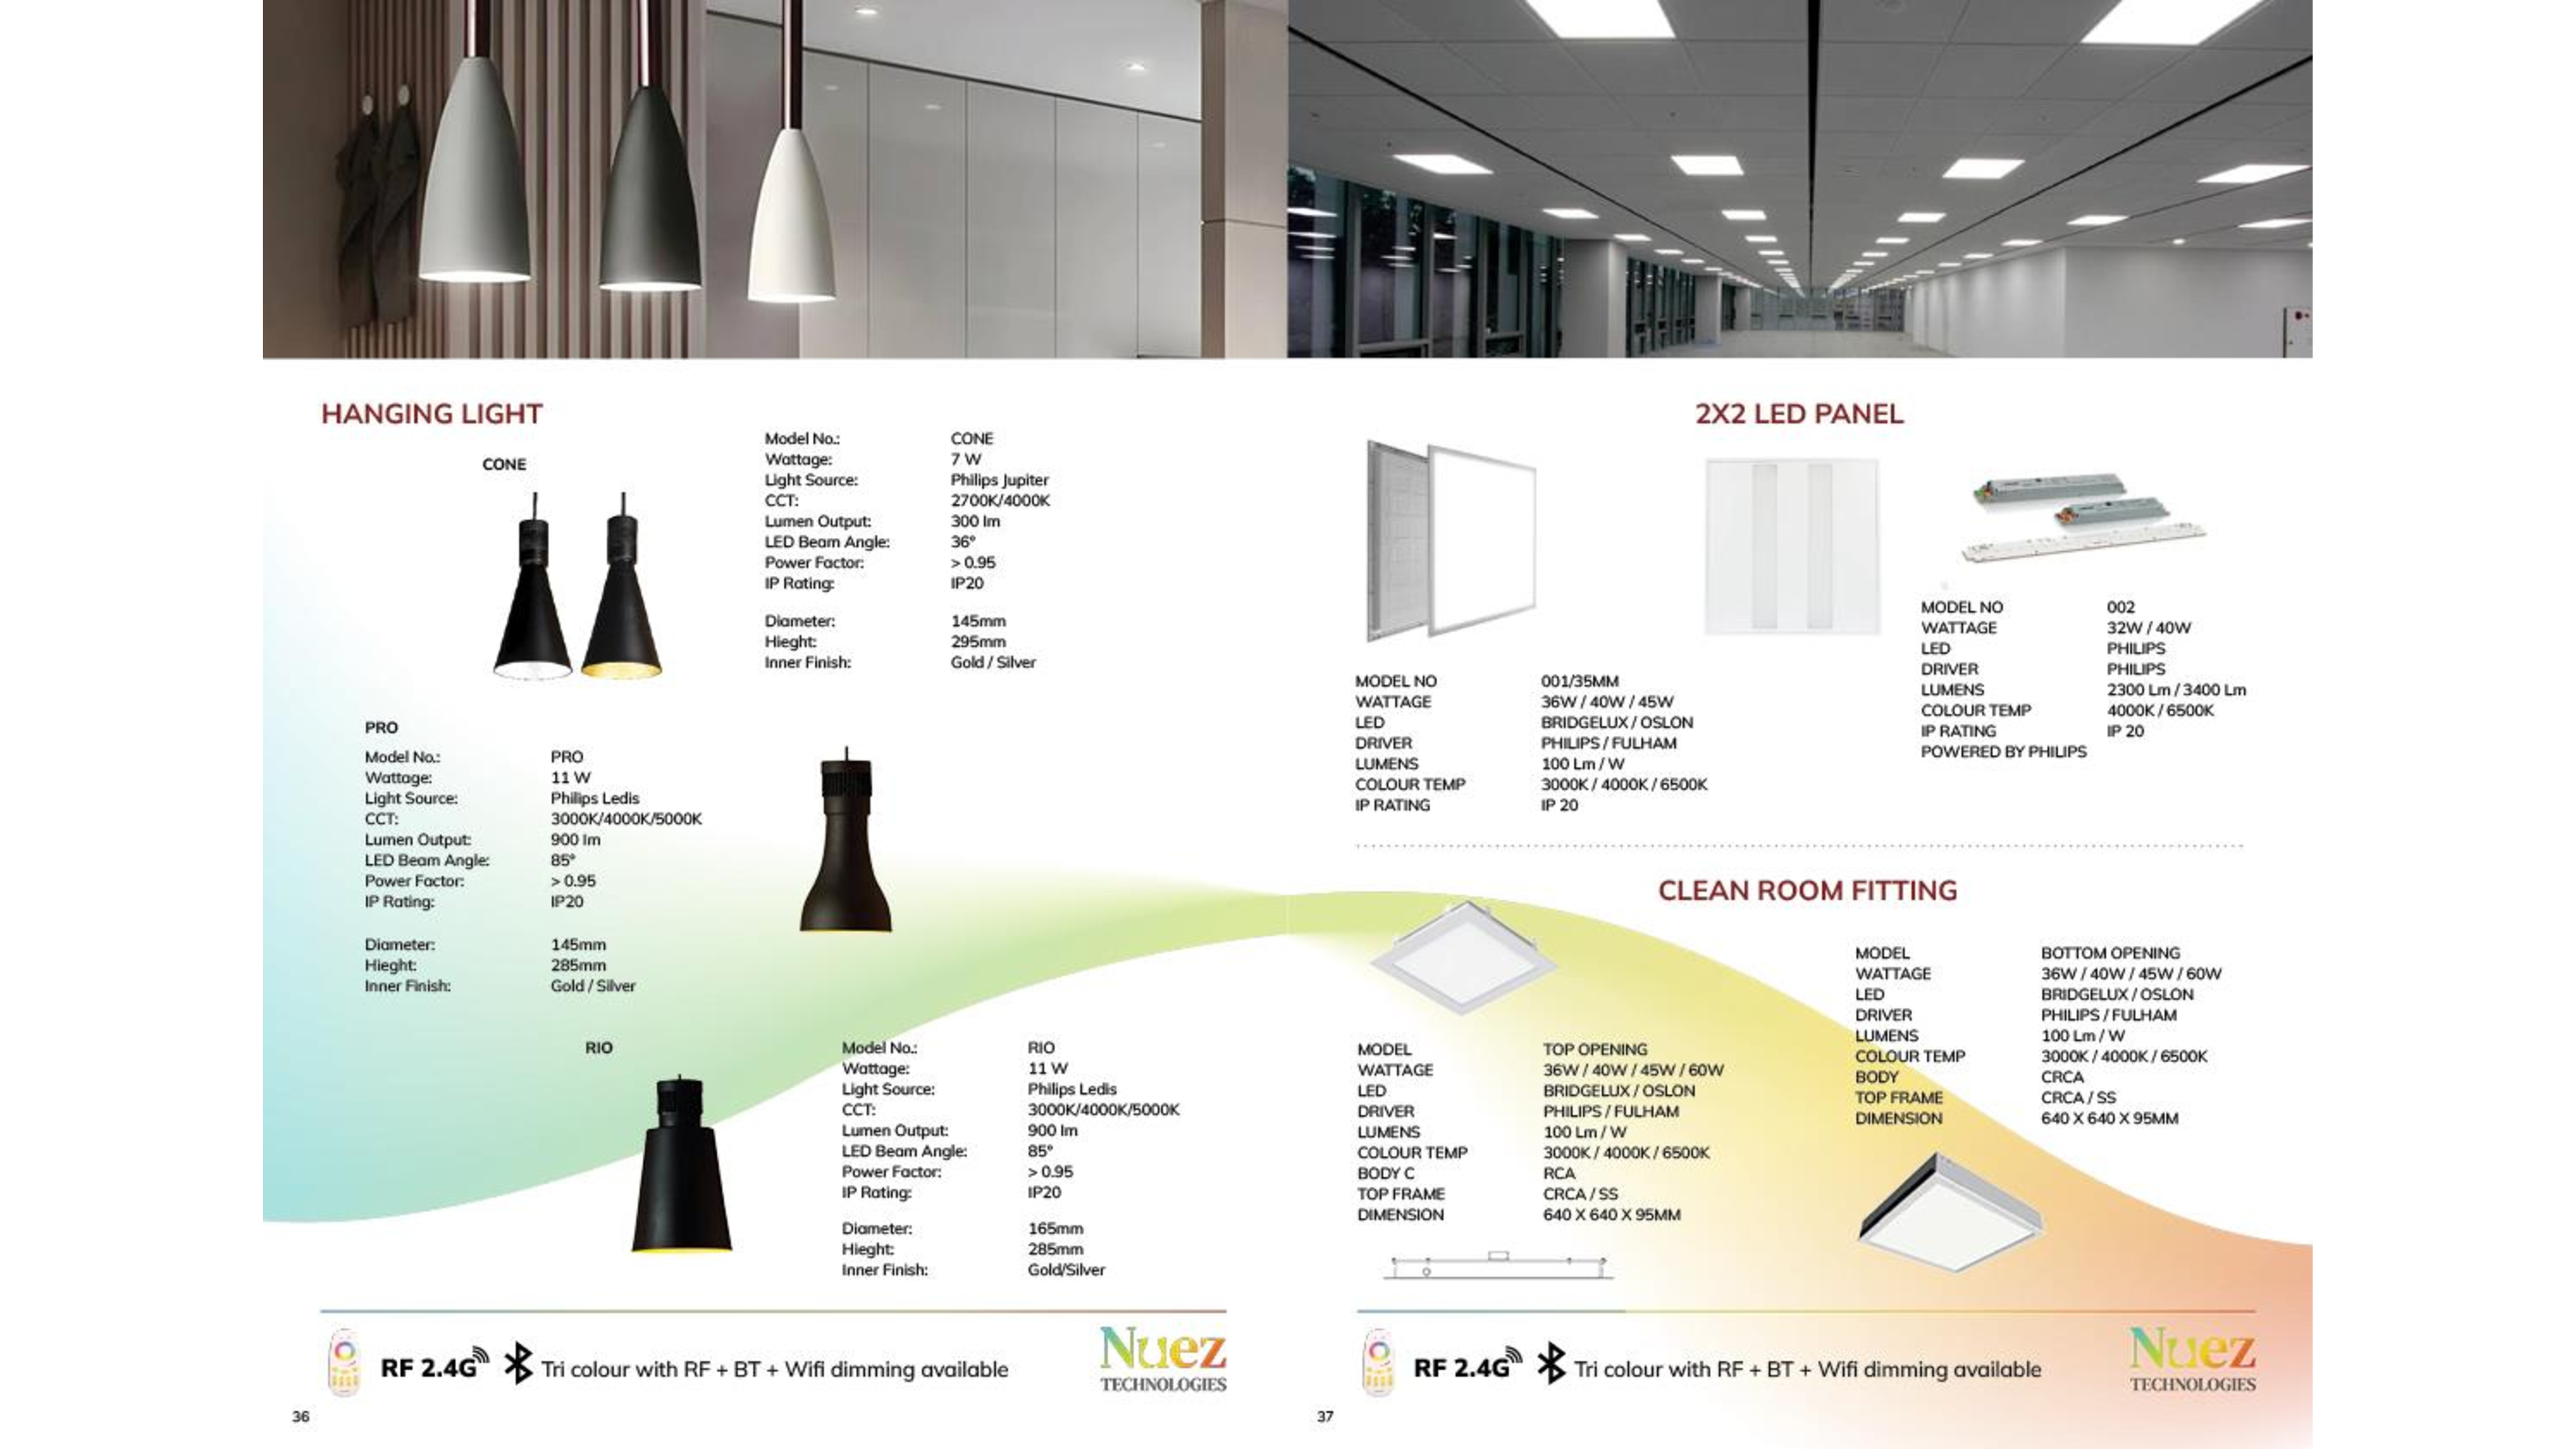 HANGING LIGHT
CONE
Model No.: CONE
Wattage: 7 W
Light Source: Philips Jupiter
CCT: 2700K/4000K
Lumen Output: 300 lm
LED Beam Angle: 36°
Power Factor: > 0.95
IP Rating: IP20
Diameter: 145mm
Hieght: 295mm
Inner Finish: Gold / Silver
PRO
Model No.: PRO
Wattage: 11 W
Light Source: Philips Ledis
CCT: 3000K/4000K/5000K
Lumen Output: 900 lm
LED Beam Angle: 85°
Power Factor: > 0.95
IP Rating: IP20
Diameter: 145mm
Hieght: 285mm
Inner Finish: Gold / Silver
RIO
Model No.: RIO
Wattage: 11 W
Light Source: Philips Ledis
CCT: 3000K/4000K/5000K
Lumen Output: 900 lm
LED Beam Angle: 85°
Power Factor: > 0.95
IP Rating: IP20
Diameter: 165mm
Hieght: 285mm
Inner Finish: Gold/Silver
RF 2.4G Tri colour with RF + BT + Wifi dimming available
Nuez
TECHNOLOGIES
36
2X2 LED PANEL
MODEL NO 001/35MM
WATTAGE 36W / 40W / 45W
LED BRIDGELUX / OSLON
DRIVER PHILIPS / FULHAM
LUMENS 100 Lm / W
COLOUR TEMP 3000K / 4000K / 6500K
IP RATING IP 20
MODEL NO 002
WATTAGE 32W / 40W
LED PHILIPS
DRIVER PHILIPS
LUMENS 2300 Lm / 3400 Lm
COLOUR TEMP 4000K / 6500K
IP RATING IP 20
POWERED BY PHILIPS
CLEAN ROOM FITTING
MODEL TOP OPENING
WATTAGE 36W / 40W / 45W / 60W
LED BRIDGELUX / OSLON
DRIVER PHILIPS / FULHAM
LUMENS 100 Lm / W
COLOUR TEMP 3000K / 4000K / 6500K
BODY C RCA
TOP FRAME CRCA / SS
DIMENSION 640 X 640 X 95MM
MODEL BOTTOM OPENING
WATTAGE 36W / 40W / 45W / 60W
LED BRIDGELUX / OSLON
DRIVER PHILIPS / FULHAM
LUMENS 100 Lm / W
COLOUR TEMP 3000K / 4000K / 6500K
BODY CRCA
TOP FRAME CRCA / SS
DIMENSION 640 X 640 X 95MM
RF 2.4G Tri colour with RF + BT + Wifi dimming available
Nuez
TECHNOLOGIES
37